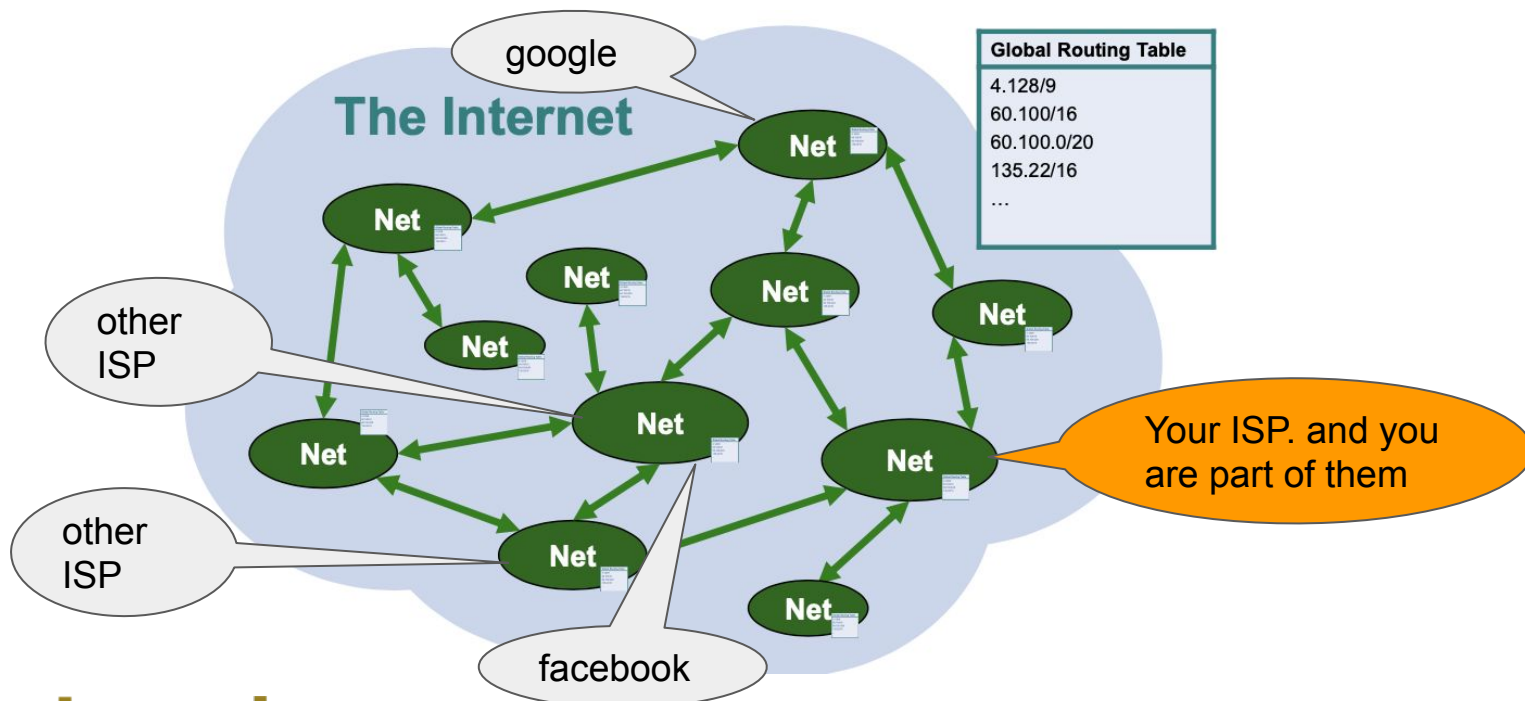 google
Global Routing Table
4.128/9
60.100/16
60.100.0/20
135.22/16
...
The Internet
Net
Net
Net
Net
Net
Net
other
ISP
Net
Net
Your ISP. and you
are part of them
Net
Net
other
ISP
Net
Net
facebook